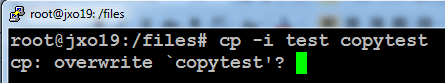 root@jxo19: /files
root@jxo19:/files# cp -i test copytest
cp: overwrite `copytest'?